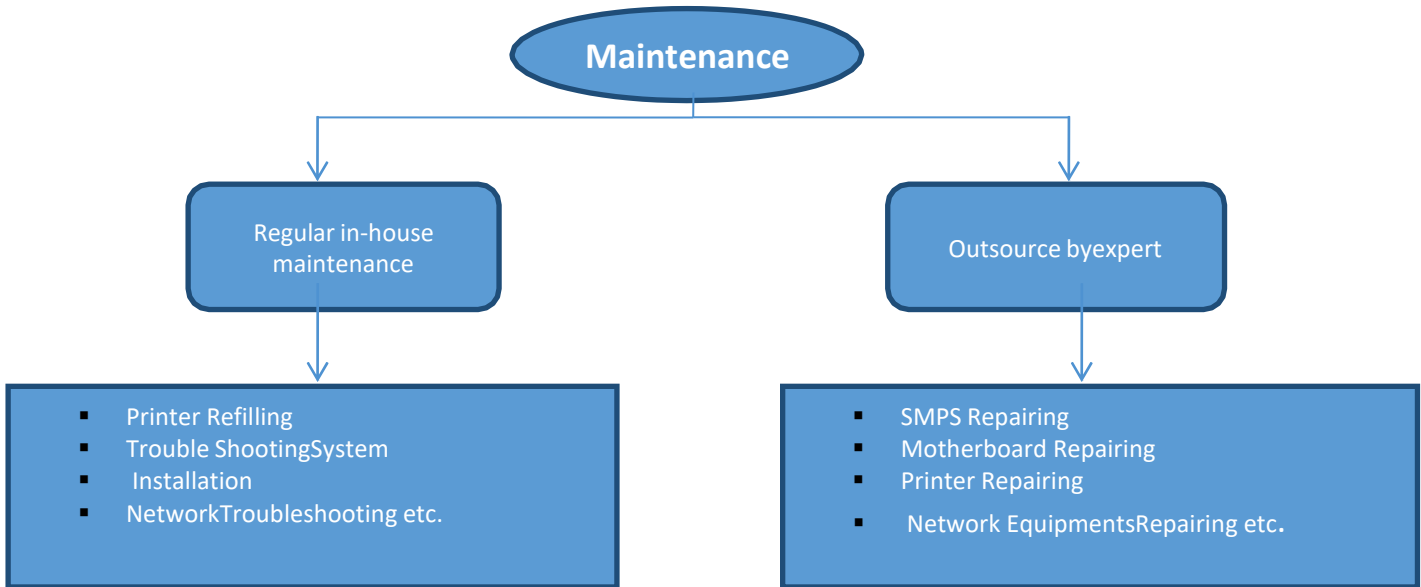 Maintenance
Regular in-house
maintenance
Outsource byexpert
▪ Printer Refilling
▪ Trouble ShootingSystem
▪ Installation
▪ NetworkTroubleshooting etc.
▪ SMPS Repairing
▪ Motherboard Repairing
▪ Printer Repairing
▪ Network EquipmentsRepairing etc.